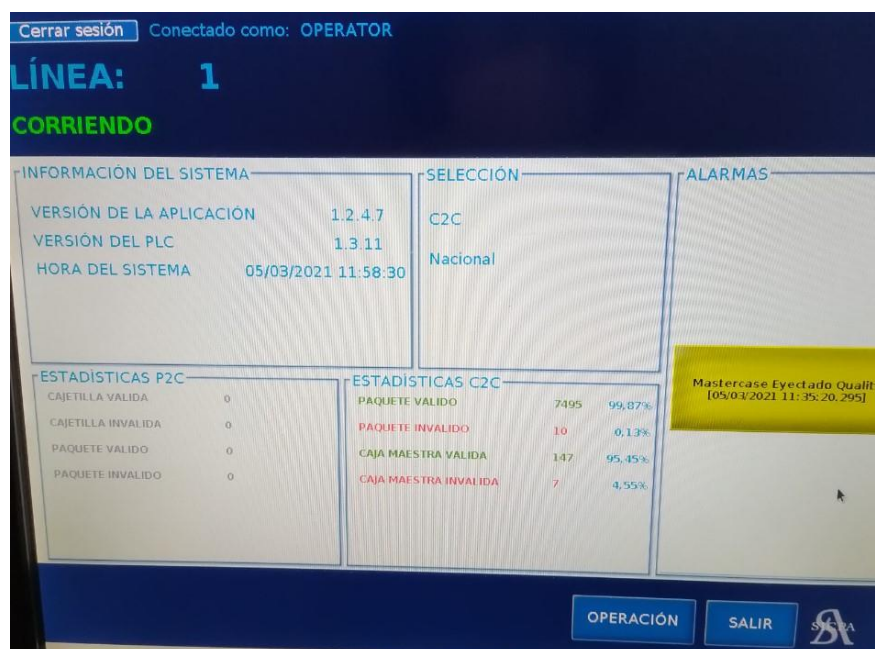 Cerrar sesión Conectado como: OPERATOR
LÍNEA: 1
CORRIENDO
INFORMACIÓN DEL SISTEMA
VERSIÓN DE LA APLICACIÓN 1.2.4.7
VERSIÓN DEL PLC 1.3.11
HORA DEL SISTEMA 05/03/2021 11:58:30
SELECCIÓN
C2C
Nacional
ALARMAS
Mastercase Eyectado Qualit
[05/03/2021 11:35:20.295]
ESTADÌSTICAS P2C
CAJETILLA VALIDA 0
CAJETILLA INVALIDA 0
PAQUETE VALIDO 0
PAQUETE INVALIDO 0
ESTADÌSTICAS C2C
PAQUETE VALIDO 7495 99,87%
PAQUETE INVALIDO 10 0,13%
CAJA MAESTRA VALIDA 147 95,45%
CAJA MAESTRA INVALIDA 7 4,55%
OPERACIÓN
SALIR
SICPA